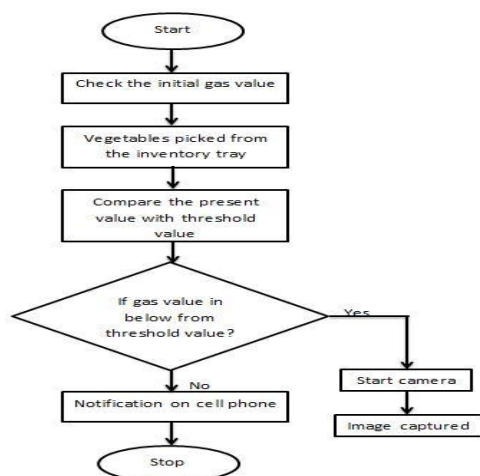 Start
Check the initial gas value
Vegetables picked from
the inventory tray
Compare the present
value with threshold
value
If gas value in
below from
threshold value?
Yes
No
Start camera
Notification on cell phone
Image captured
Stop